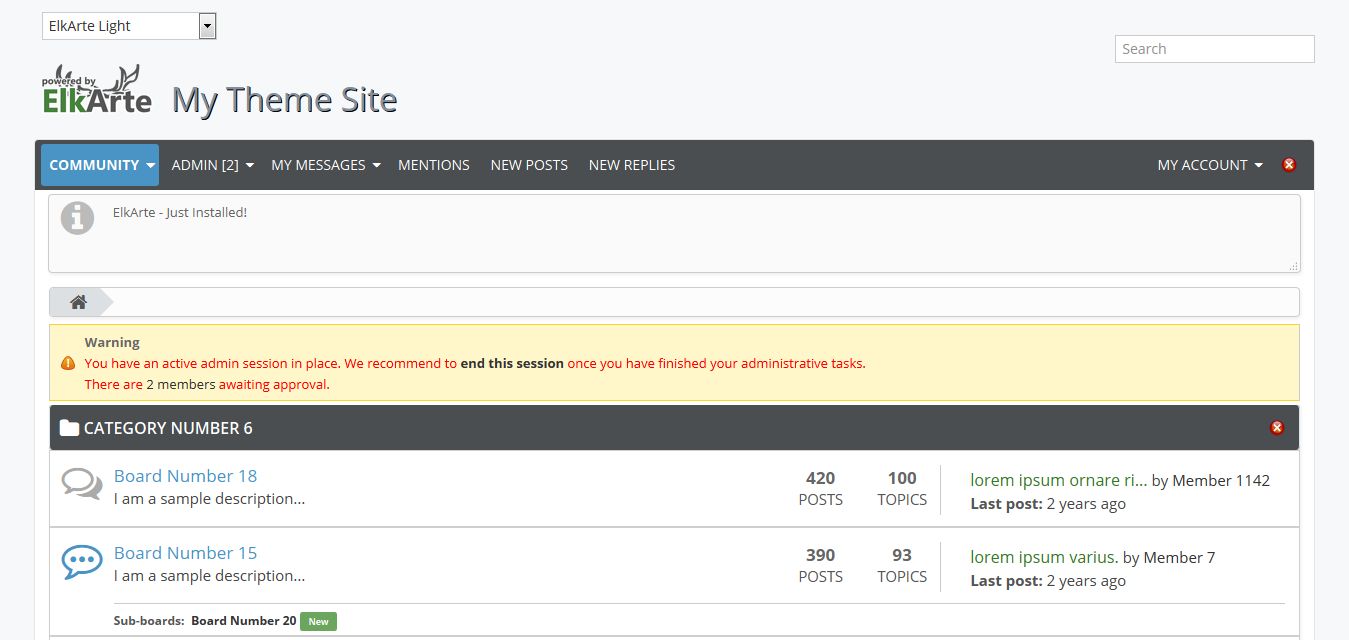 ElkArte Light
Search
powered by
ElkArte
My Theme Site
COMMUNITY ADMIN [2] MY MESSAGES MENTIONS NEW POSTS NEW REPLIES MY ACCOUNT
ElkArte - Just Installed!
Warning
You have an active admin session in place. We recommend to end this session once you have finished your administrative tasks.
There are 2 members awaiting approval.
CATEGORY NUMBER 6
Board Number 18
I am a sample description...
420 POSTS
100 TOPICS
lorem ipsum ornare ri... by Member 1142
Last post: 2 years ago
Board Number 15
I am a sample description...
390 POSTS
93 TOPICS
lorem ipsum varius. by Member 7
Last post: 2 years ago
Sub-boards: Board Number 20 New